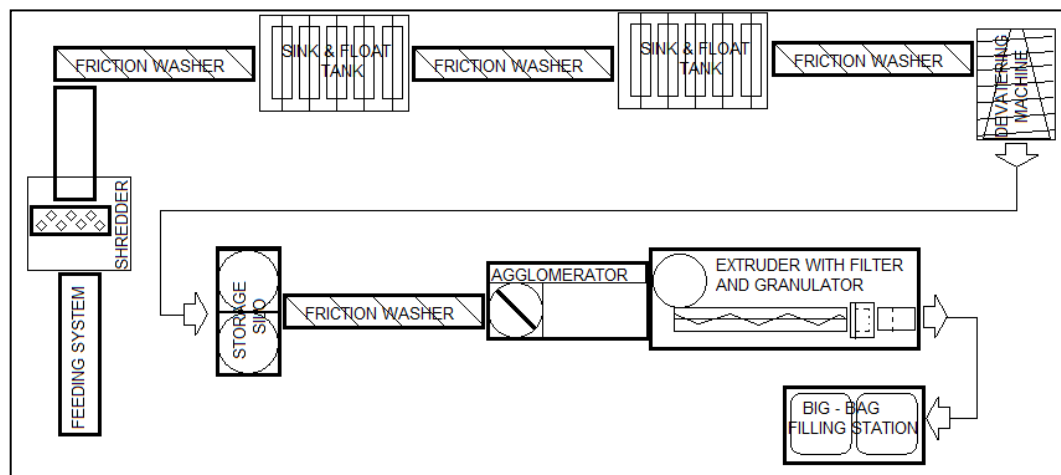 FEEDING SYSTEM
SHREDDER
FRICTION WASHER
SINK & FLOAT
TANK
FRICTION WASHER
SINK & FLOAT
TANK
FRICTION WASHER
DEVATERING
MACHINE
STORAGE
SILO
FRICTION WASHER
AGGLOMERATOR
EXTRUDER WITH FILTER
AND GRANULATOR
BIG - BAG
FILLING STATION